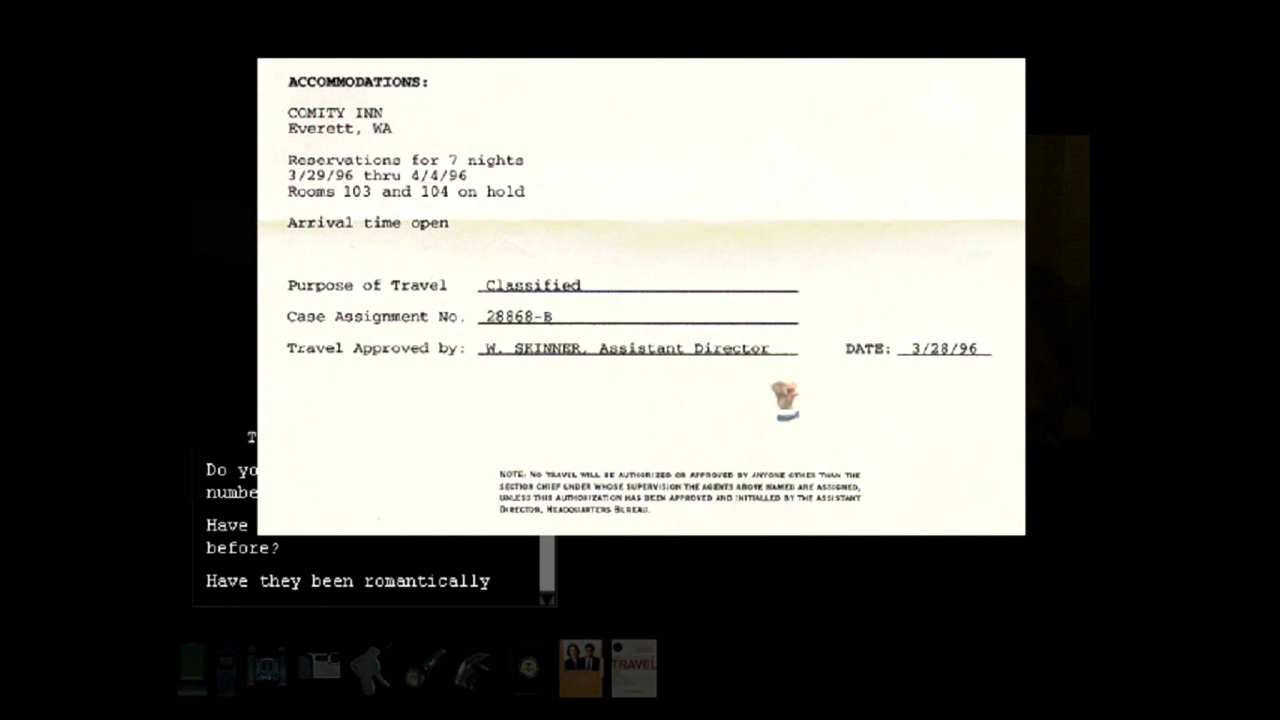 ACCOMMODATIONS:
COMITY INN
Everett, WA
Reservations for 7 nights
3/29/96 thru 4/4/96
Rooms 103 and 104 on hold
Arrival time open
Purpose of Travel Classified
Case Assignment No. 28868-B
Travel Approved by: W. SKINNER, Assistant Director DATE: 3/28/96
NOTE: NO TRAVEL WILL BE AUTHORIZED OR APPROVED BY ANYONE OTHER THAN THE
SECTION CHIEF UNDER WHOSE SUPERVISION THE AGENTS ABOVE NAMED ARE ASSIGNED,
UNLESS THIS AUTHORIZATION HAS BEEN APPROVED AND INITIALLED BY THE ASSISTANT
DIRECTOR, HEADQUARTERS BUREAU.
T
Do yo
numbe
Have
before?
Have they been romantically
TRAVEL